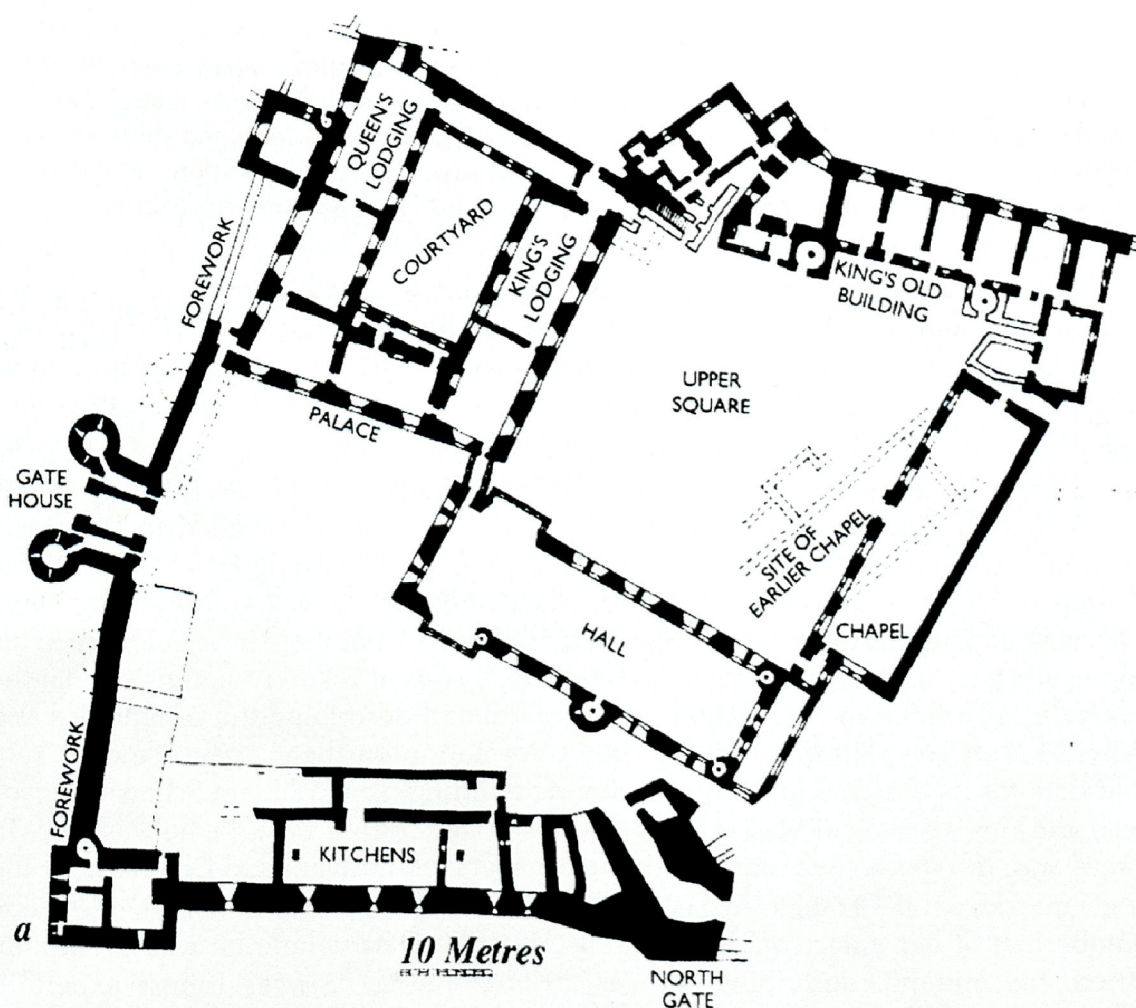 QUEEN'S
LODGING
COURTYARD
KING'S
LODGING
FOREWORK
KING'S OLD
BUILDING
UPPER
SQUARE
PALACE
GATE
HOUSE
SITE OF
EARLIER CHAPEL
HALL
CHAPEL
FOREWORK
KITCHENS
a
10 Metres
NORTH
GATE